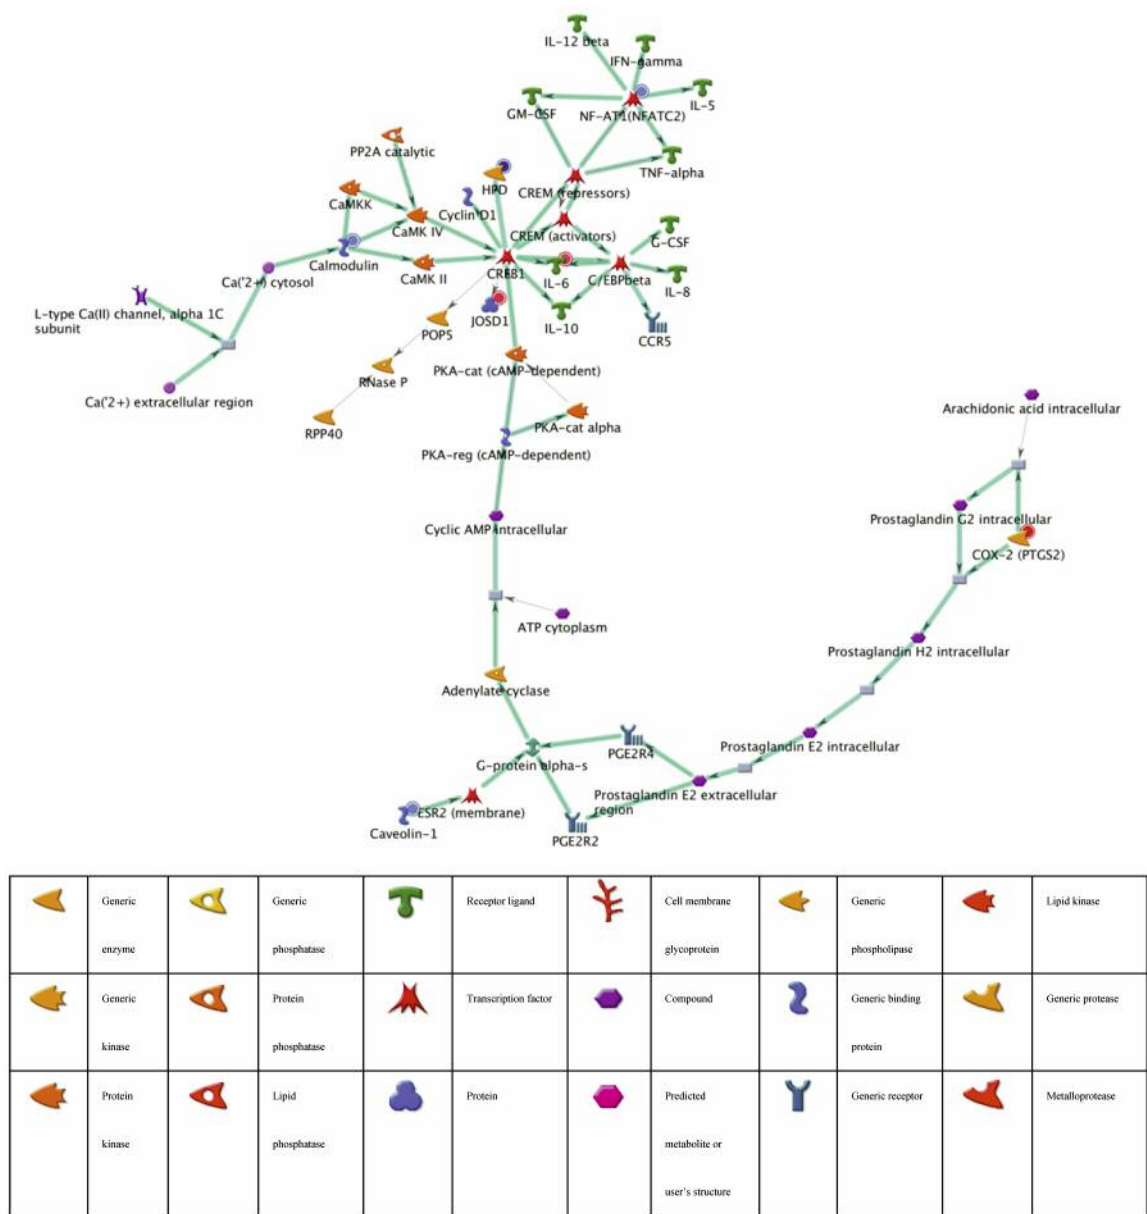 IL-12 beta
IFN-gamma
IL-5
GM-CSF
NF-AT1(NFATC2)
PP2A catalytic
TNF-alpha
HPD
CaMKK
CREM (repressors)
Cyclin D1
CaMK IV
G-CSF
CREM (activators)
Calmodulin
CaMK II
CREB1
IL-6
C/EBPbeta
IL-8
Ca('2+) cytosol
L-type Ca(II) channel, alpha 1C
subunit
POP5
JOSD1
IL-10
CCR5
PKA-cat (cAMP-dependent)
RNase P
Ca('2+) extracellular region
Arachidonic acid intracellular
RPP40
PKA-cat alpha
PKA-reg (cAMP-dependent)
Prostaglandin G2 intracellular
Cyclic AMP intracellular
COX-2 (PTGS2)
ATP cytoplasm
Prostaglandin H2 intracellular
Adenylate cyclase
Prostaglandin E2 intracellular
PGE2R4
G-protein alpha-s
Prostaglandin E2 extracellular
region
ESR2 (membrane)
Caveolin-1
PGE2R2
Generic
enzyme
Generic
phosphatase
Receptor ligand
Cell membrane
glycoprotein
Generic
phospholipase
Lipid kinase
Generic
kinase
Protein
phosphatase
Transcription factor
Compound
Generic binding
protein
Generic protease
Protein
kinase
Lipid
phosphatase
Protein
Predicted
metabolite or
user's structure
Generic receptor
Metalloprotease